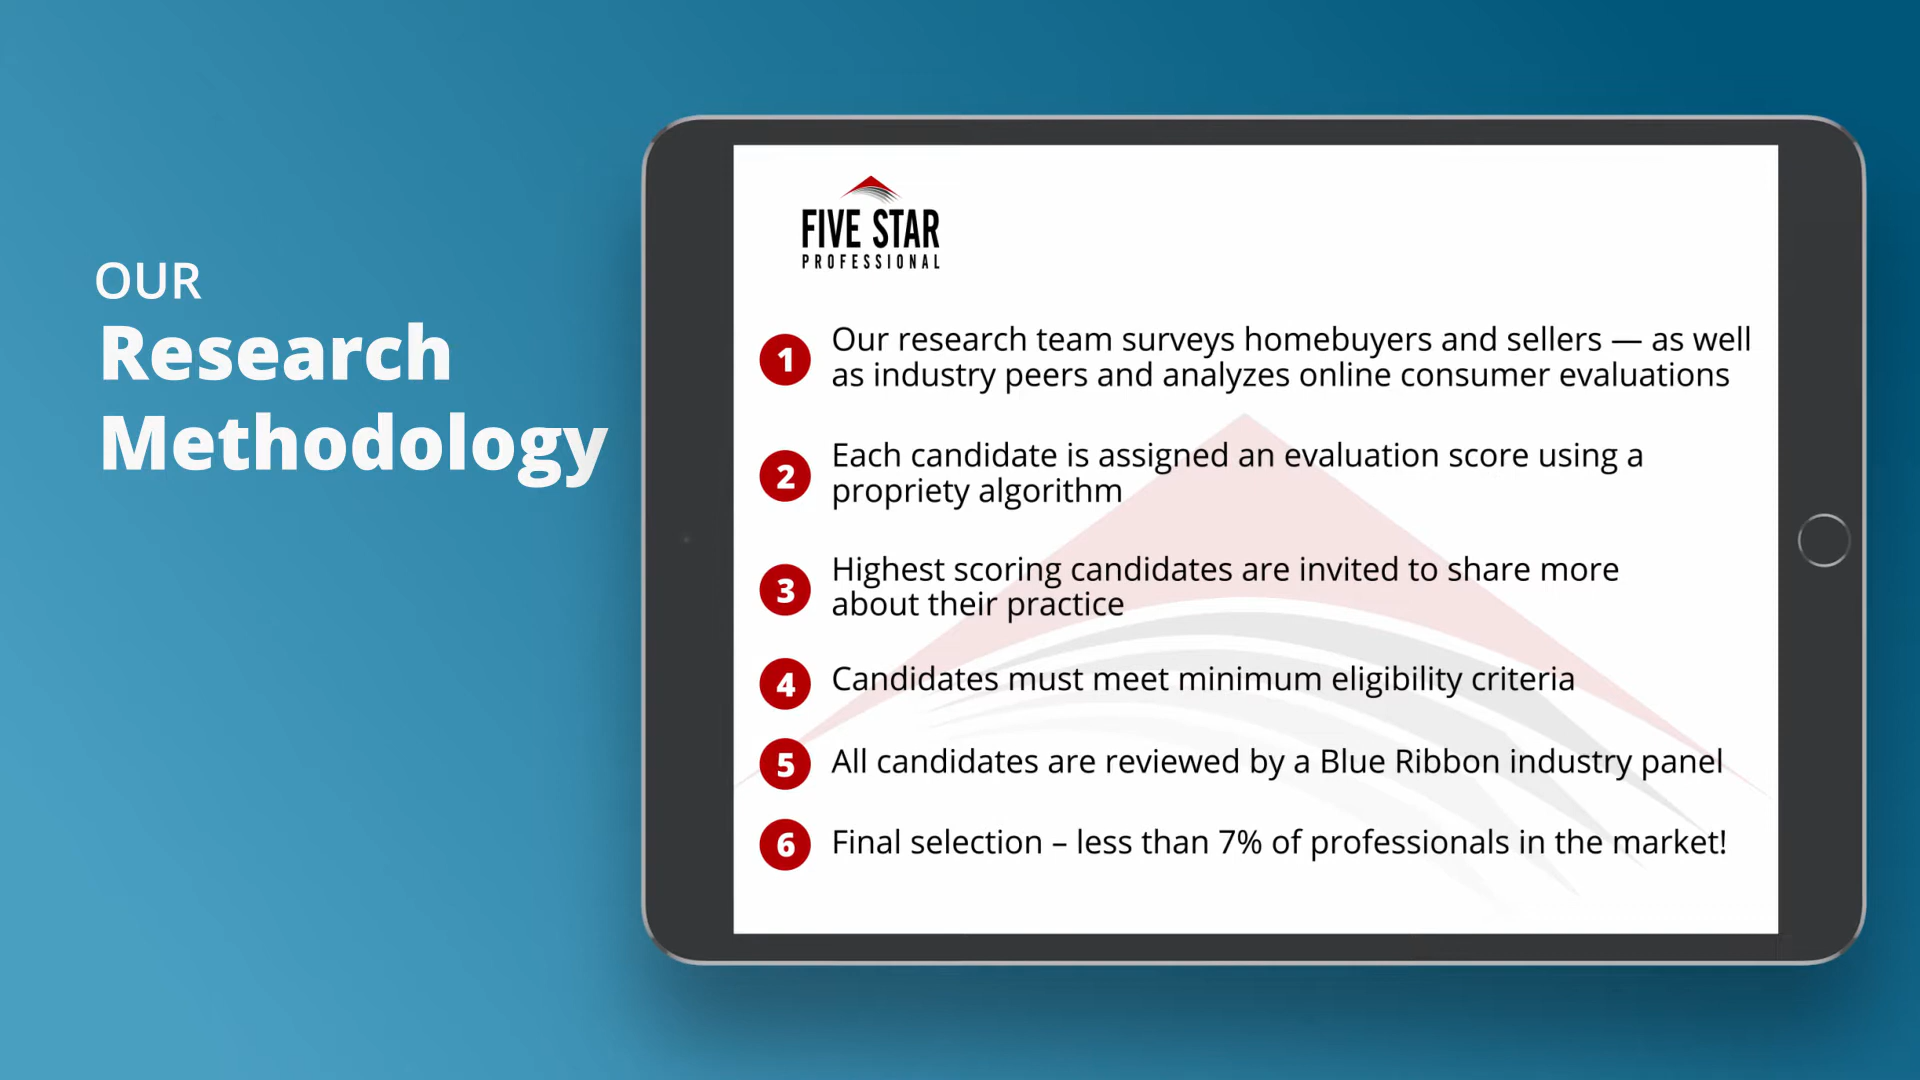 OUR
Research
Methodology
FIVE STAR
PROFESSIONAL
1 Our research team surveys homebuyers and sellers — as well
as industry peers and analyzes online consumer evaluations
2 Each candidate is assigned an evaluation score using a
propriety algorithm
3 Highest scoring candidates are invited to share more
about their practice
4 Candidates must meet minimum eligibility criteria
5 All candidates are reviewed by a Blue Ribbon industry panel
6 Final selection – less than 7% of professionals in the market!